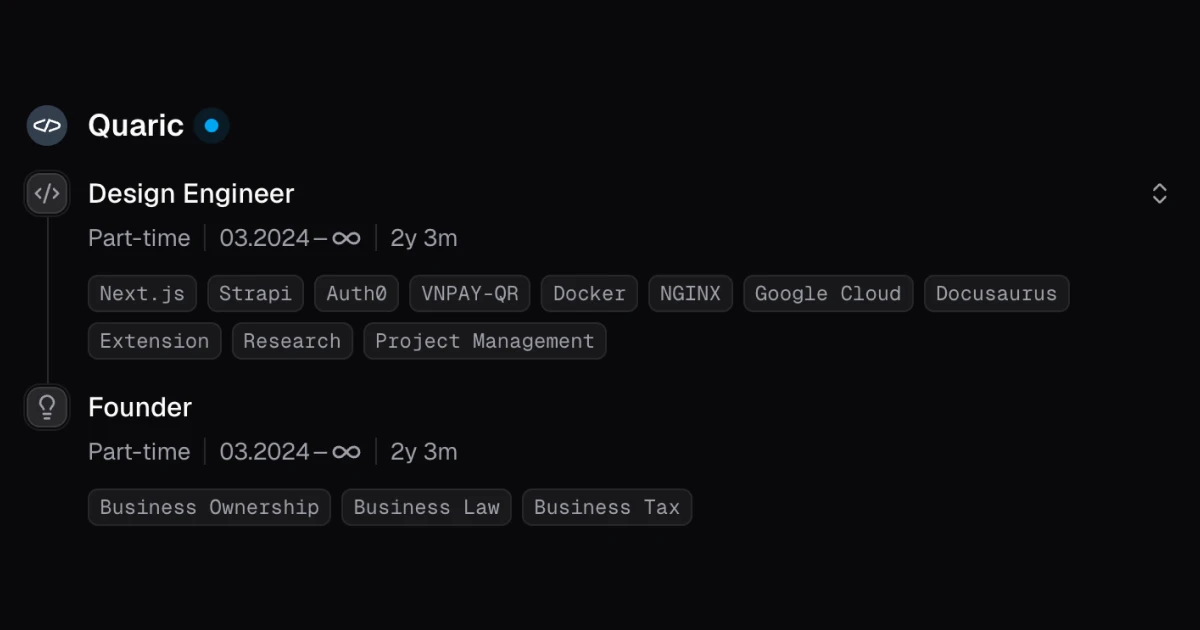 Quaric
Design Engineer
Part-time 03.2024–∞ 2y 3m
Next.js Strapi Auth0 VNPAY-QR Docker NGINX Google Cloud Docusaurus
Extension Research Project Management
Founder
Part-time 03.2024–∞ 2y 3m
Business Ownership Business Law Business Tax